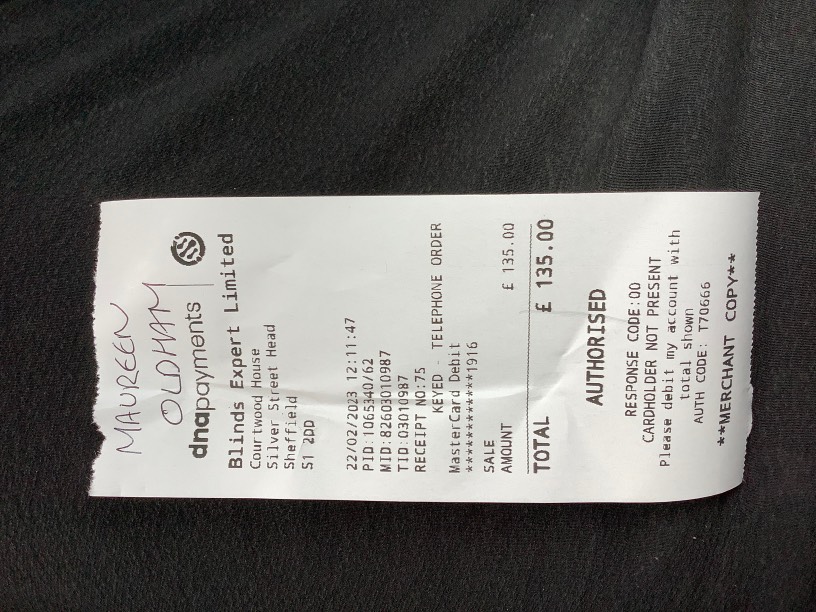 MAUREEN
OLDHAM
dnapayments
Blinds Expert Limited
Courtwood House
Silver Street Head
Sheffield
S1 2DD
22/02/2023 12:11:47
PID:1065340/62
MID:82603010987
TID:03010987
RECEIPT NO:75
KEYED - TELEPHONE ORDER
MasterCard Debit
************1916
SALE
AMOUNT £ 135.00
TOTAL £ 135.00
AUTHORISED
RESPONSE CODE:00
CARDHOLDER NOT PRESENT
Please debit my account with
total shown
AUTH CODE: T70666
**MERCHANT COPY**